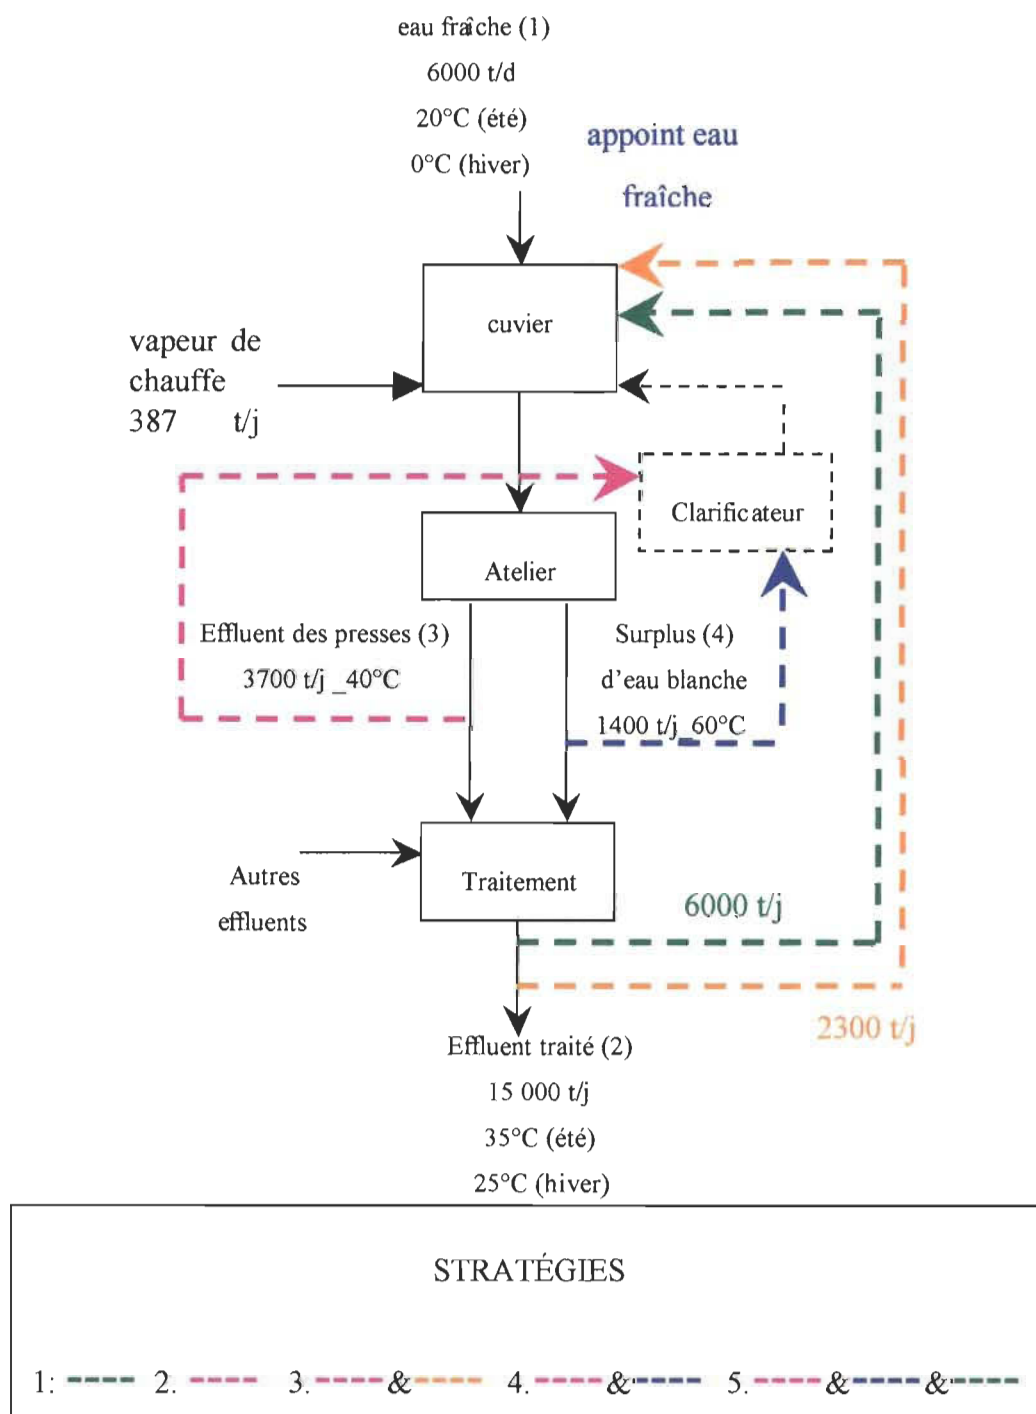 eau fraîche (1)
6000 t/d
20°C (été)
0°C (hiver)
appoint eau
fraîche
cuvier
vapeur de
chauffe
387 t/j
Clarificateur
Atelier
Effluent des presses (3)
3700 t/j _40°C
Surplus (4)
d'eau blanche
1400 t/j_60°C
Autres
effluents
Traitement
6000 t/j
2300 t/j
Effluent traité (2)
15 000 t/j
35°C (été)
25°C (hiver)
STRATÉGIES
1: ----- 2. ----- 3. -----&----- 4. -----&----- 5. -----&-----&-----